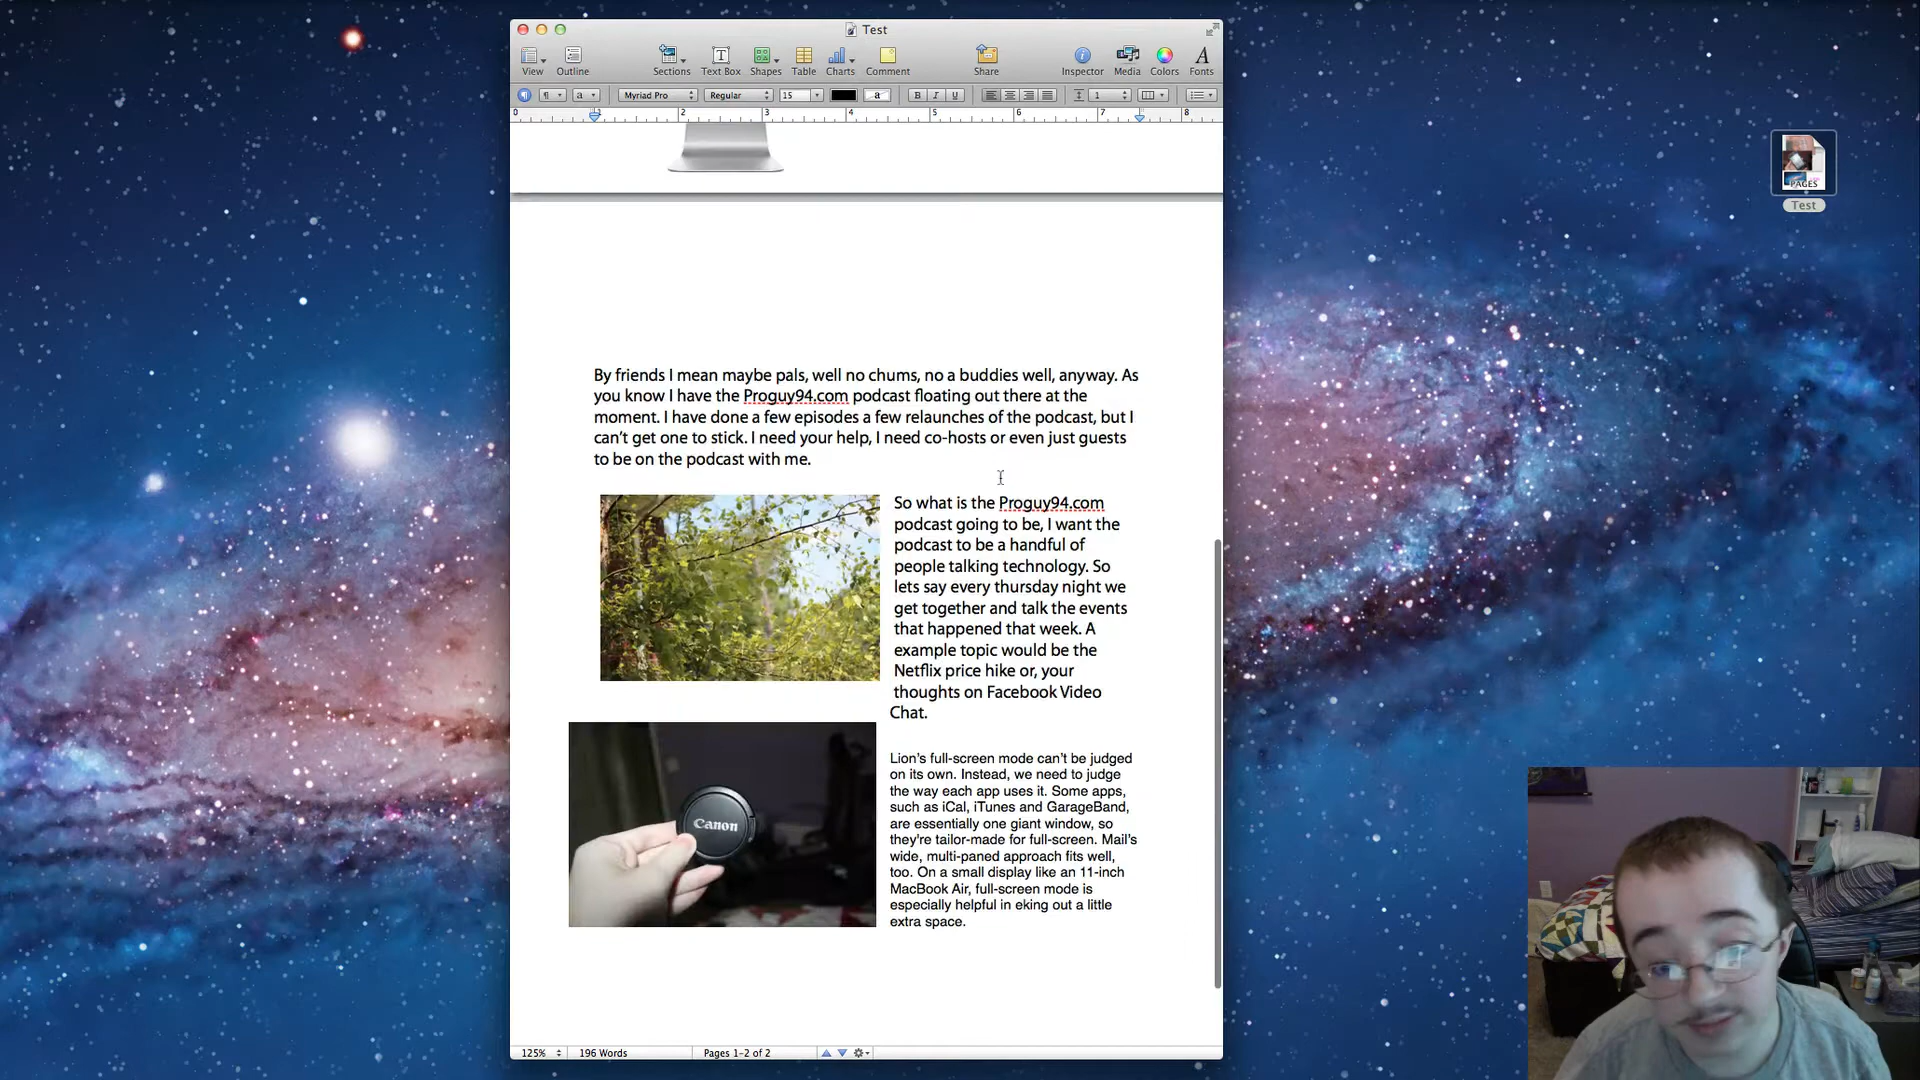 Test
View
Outline
Sections
Text Box
Shapes
Table
Charts
Comment
Share
Inspector
Media
Colors
Fonts
¶
a
Myriad Pro
Regular
15
a
B
I
U
1
0
2
3
4
5
6
7
8
By friends I mean maybe pals, well no chums, no a buddies well, anyway. As
you know I have the Proguy94.com podcast floating out there at the
moment. I have done a few episodes a few relaunches of the podcast, but I
can't get one to stick. I need your help, I need co-hosts or even just guests
to be on the podcast with me.
So what is the Proguy94.com
podcast going to be, I want the
podcast to be a handful of
people talking technology. So
lets say every thursday night we
get together and talk the events
that happened that week. A
example topic would be the
Netflix price hike or, your
thoughts on Facebook Video
Chat.
Canon
Lion's full-screen mode can't be judged
on its own. Instead, we need to judge
the way each app uses it. Some apps,
such as iCal, iTunes and GarageBand,
are essentially one giant window, so
they're tailor-made for full-screen. Mail's
wide, multi-paned approach fits well,
too. On a small display like an 11-inch
MacBook Air, full-screen mode is
especially helpful in eking out a little
extra space.
125%
196 Words
Pages 1-2 of 2
PAGES
Test